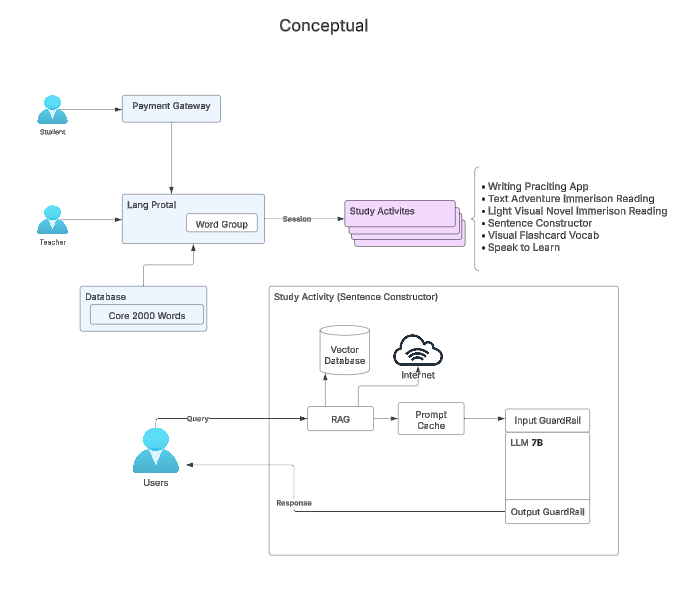 Conceptual
Payment Gateway
Student
Lang Protal
Word Group
Teacher
Session
Study Activites
• Writing Praciting App
• Text Adventure Immerison Reading
• Light Visual Novel Immerison Reading
• Sentence Constructor
• Visual Flashcard Vocab
• Speak to Learn
Database
Core 2000 Words
Study Activity (Sentence Constructor)
Vector
Database
Internet
Query
RAG
Prompt
Cache
Input GuardRail
LLM 7B
Users
Response
Output GuardRail